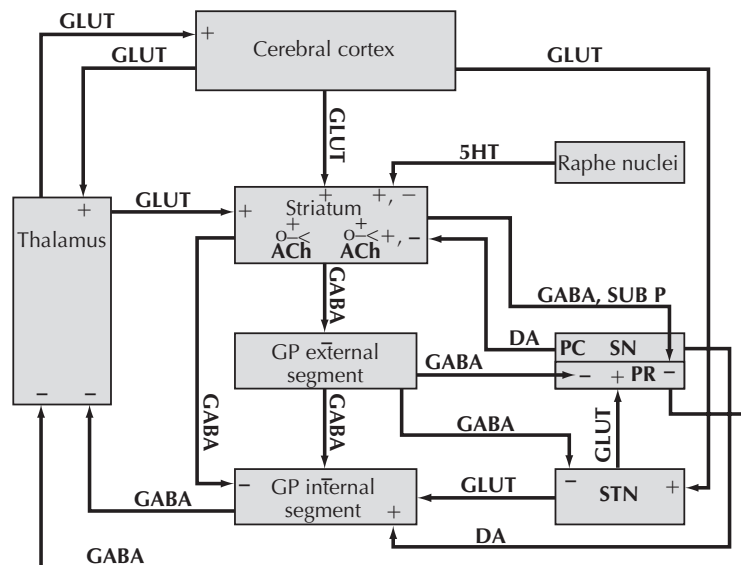 GLUT
+
Cerebral cortex
GLUT
GLUT
GLUT
5HT
Raphe nuclei
GLUT
+
+
+, −
+
Striatum
Thalamus
+
+
o−<
o−<+, −
ACh
ACh
GABA
GABA, SUB P
DA
PC SN
−
GP external
segment
GABA
−
+
PR
−
−
−
GABA
GABA
GABA
GLUT
−
−
GP internal
segment
+
GABA
GLUT
−
STN
+
DA
GABA